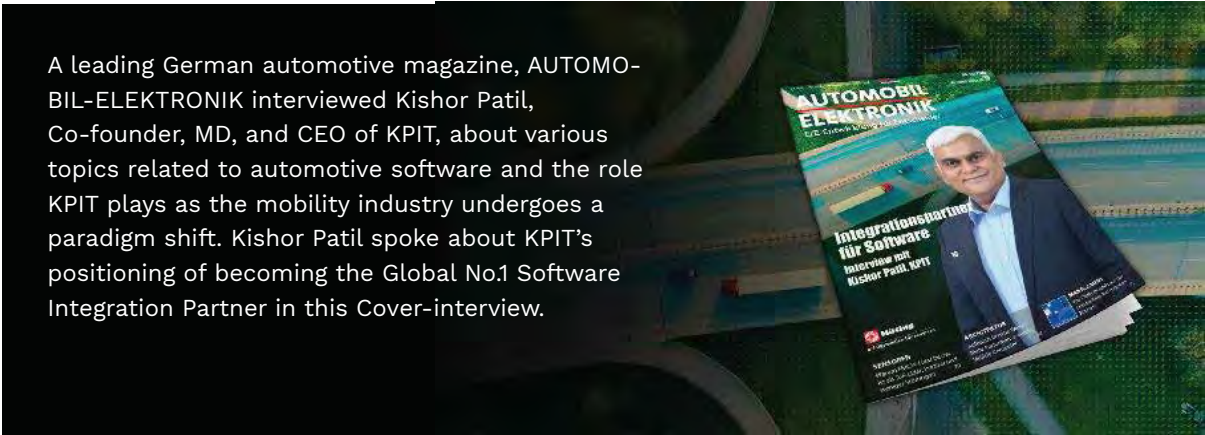 A leading German automotive magazine, AUTOMO-
BIL-ELEKTRONIK interviewed Kishor Patil,
Co-founder, MD, and CEO of KPIT, about various
topics related to automotive software and the role
KPIT plays as the mobility industry undergoes a
paradigm shift. Kishor Patil spoke about KPIT’s
positioning of becoming the Global No.1 Software
Integration Partner in this Cover-interview.
AUTOMOBIL
ELEKTRONIK
Integrationspartner
für Software
Interview mit
Kishor Patil, KPIT
SENSOREN
ARCHITEKTUR
MANAGEMENT